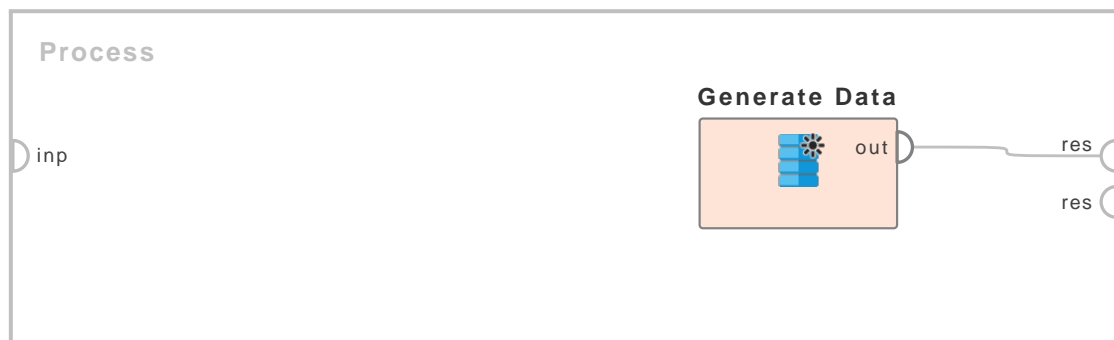 Process
Generate Data
inp
out
res
res